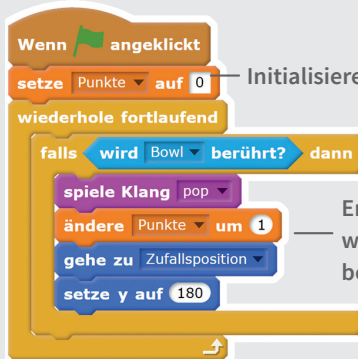 Wenn angeklickt
setze Punkte auf 0
Initialisiere
wiederhole fortlaufend
falls wird Bowl berührt? dann
spiele Klang pop
ändere Punkte um 1
gehe zu Zufallsposition
setze y auf 180